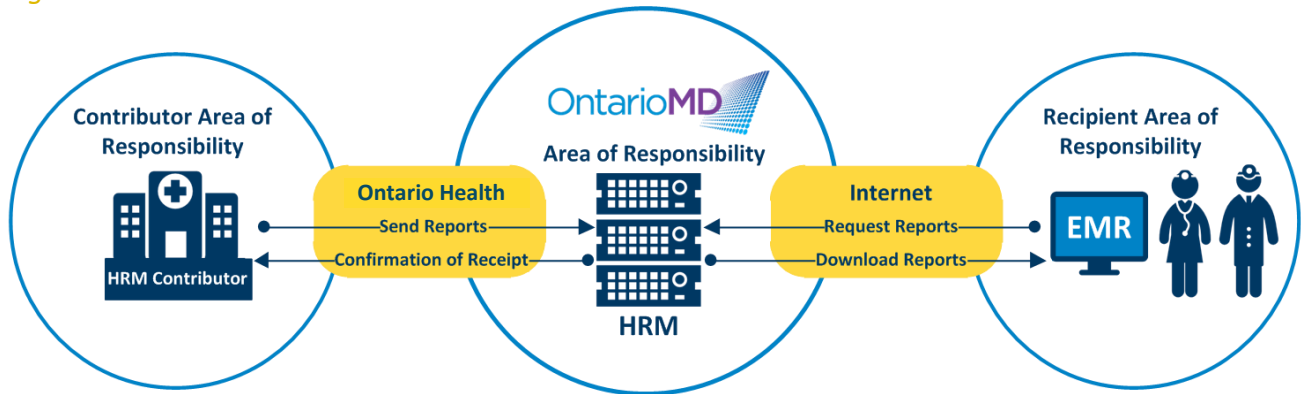 Contributor Area of
Responsibility
HRM Contributor
Ontario Health
Send Reports
Confirmation of Receipt
OntarioMD
Area of Responsibility
HRM
Internet
Request Reports
Download Reports
Recipient Area of
Responsibility
EMR